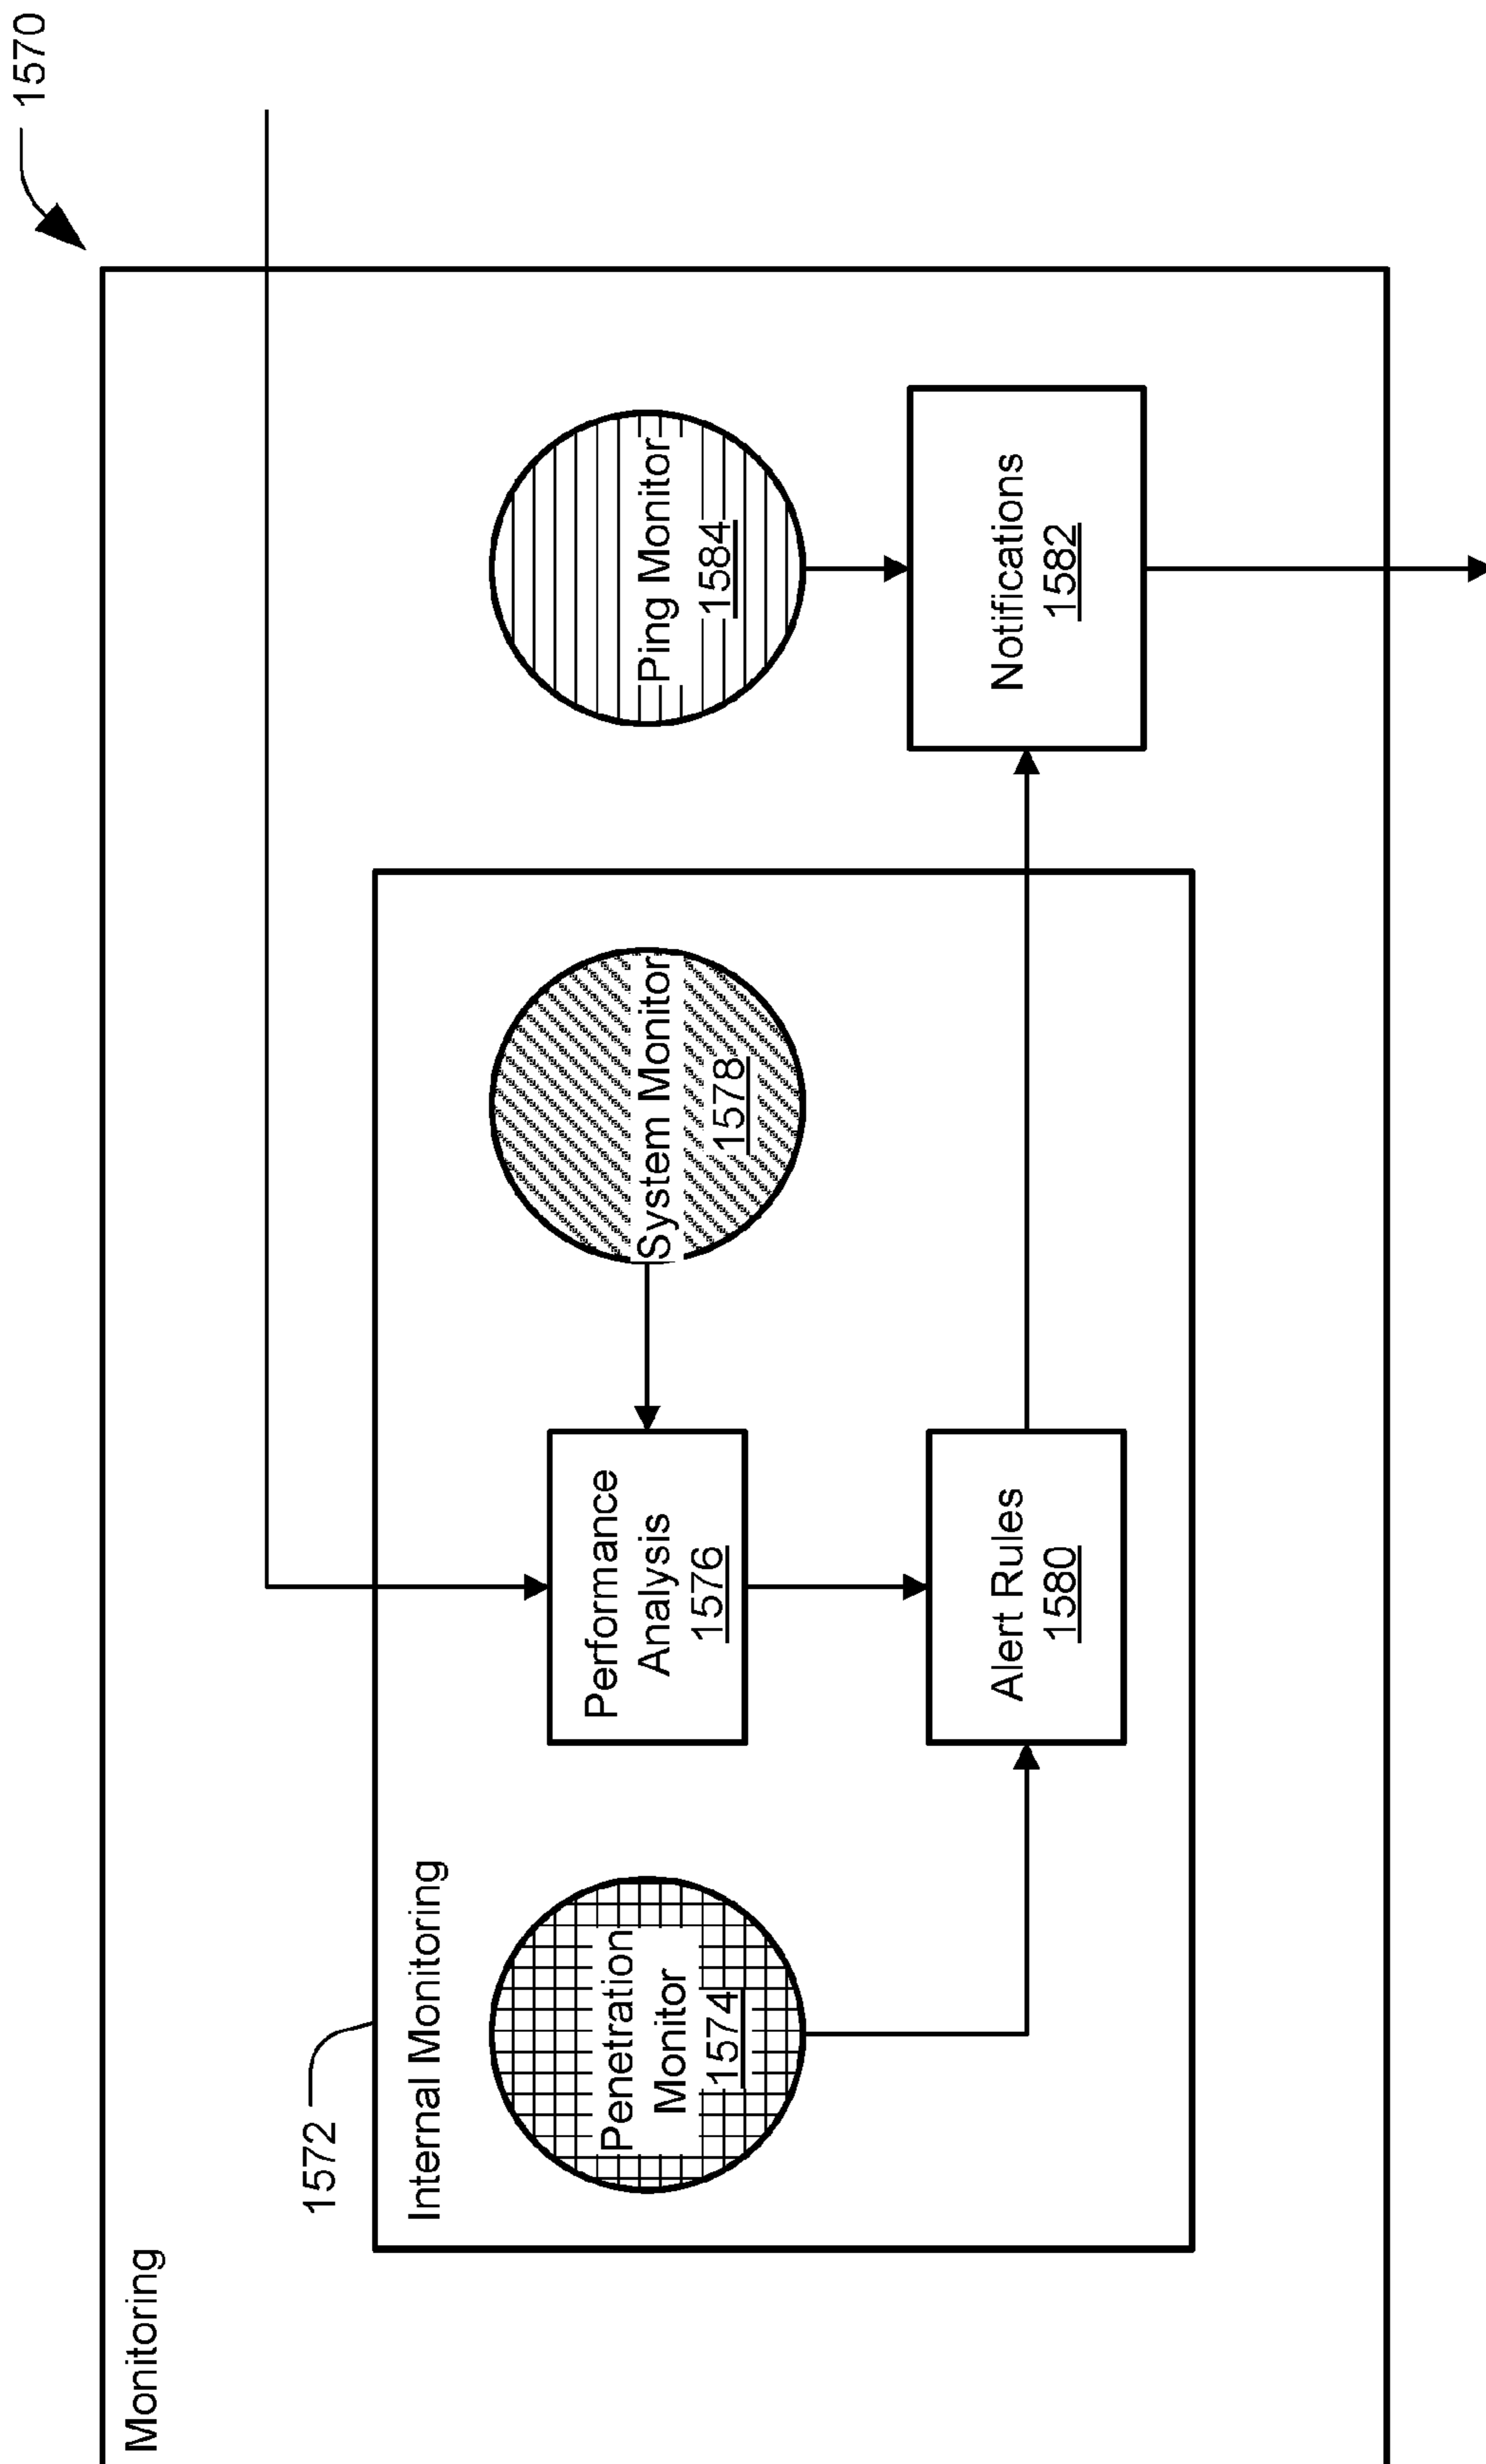 1570
Monitoring
1572
Internal Monitoring
Penetration
Monitor
1574
Performance
Analysis
1576
System Monitor
1578
Ping Monitor
1584
Alert Rules
1580
Notifications
1582